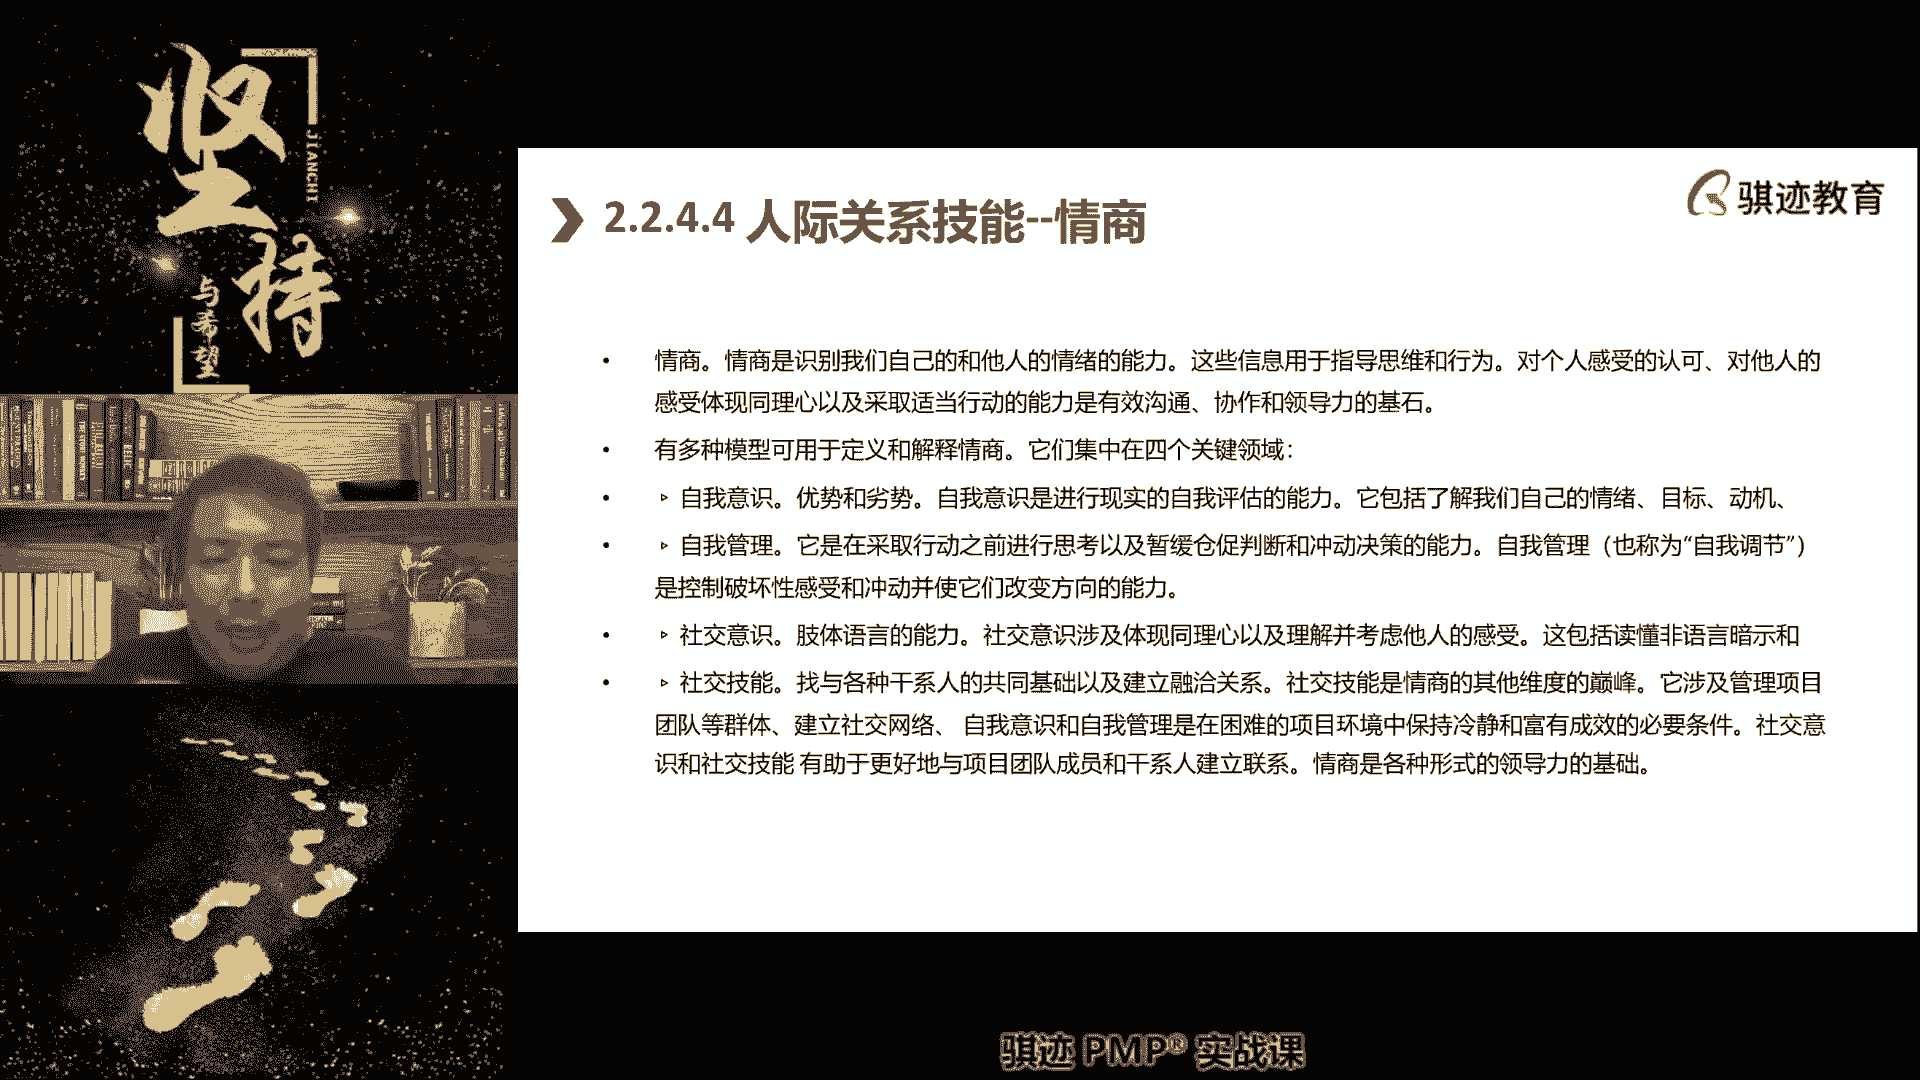 坚持
JIANCHI
与希望
骐迹教育
2.2.4.4 人际关系技能--情商
• 情商。情商是识别我们自己的和他人的情绪的能力。这些信息用于指导思维和行为。对个人感受的认可、对他人的
感受体现同理心以及采取适当行动的能力是有效沟通、协作和领导力的基石。
• 有多种模型可用于定义和解释情商。它们集中在四个关键领域：
• ▹ 自我意识。优势和劣势。自我意识是进行现实的自我评估的能力。它包括了解我们自己的情绪、目标、动机、
• ▹ 自我管理。它是在采取行动之前进行思考以及暂缓仓促判断和冲动决策的能力。自我管理（也称为“自我调节”）
是控制破坏性感受和冲动并使它们改变方向的能力。
• ▹ 社交意识。肢体语言的能力。社交意识涉及体现同理心以及理解并考虑他人的感受。这包括读懂非语言暗示和
• ▹ 社交技能。找与各种干系人的共同基础以及建立融洽关系。社交技能是情商的其他维度的巅峰。它涉及管理项目
团队等群体、建立社交网络、 自我意识和自我管理是在困难的项目环境中保持冷静和富有成效的必要条件。社交意
识和社交技能 有助于更好地与项目团队成员和干系人建立联系。情商是各种形式的领导力的基础。
骐迹 PMP® 实战课